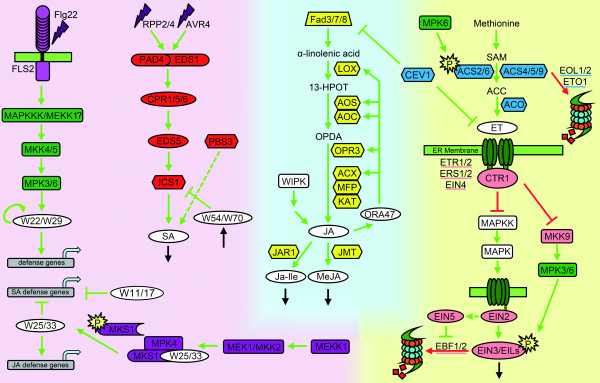 Flg22
FLS2
MAPKKK/MEKK1?
MKK4/5
MPK3/6
W22/W29
defense genes
SA defense genes
W11/17
W25/33
JA defense genes
RPP2/4
AVR4
PAD4
EDS1
CPR1/5/6
EDS5
PBS3
ICS1
W54/W70
SA
P
MKS1
MPK4
MKS1
W25/33
MEK1/MKK2
MEKK1
Fad3/7/8
α-linolenic acid
LOX
13-HPOT
AOS
AOC
OPDA
OPR3
ACX
MFP
KAT
WIPK
JA
ORA47
JAR1
JMT
Ja-Ile
MeJA
CEV1
MPK6
Methionine
P
SAM
ACS2/6
ACS4/5/9
EOL1/2
ETO1
ACC
ACO
ET
ER Membrane
ETR1/2
ERS1/2
EIN4
CTR1
MAPKK
MKK9
MAPK
MPK3/6
EIN5
EIN2
EBF1/2
EIN3/EILs
P